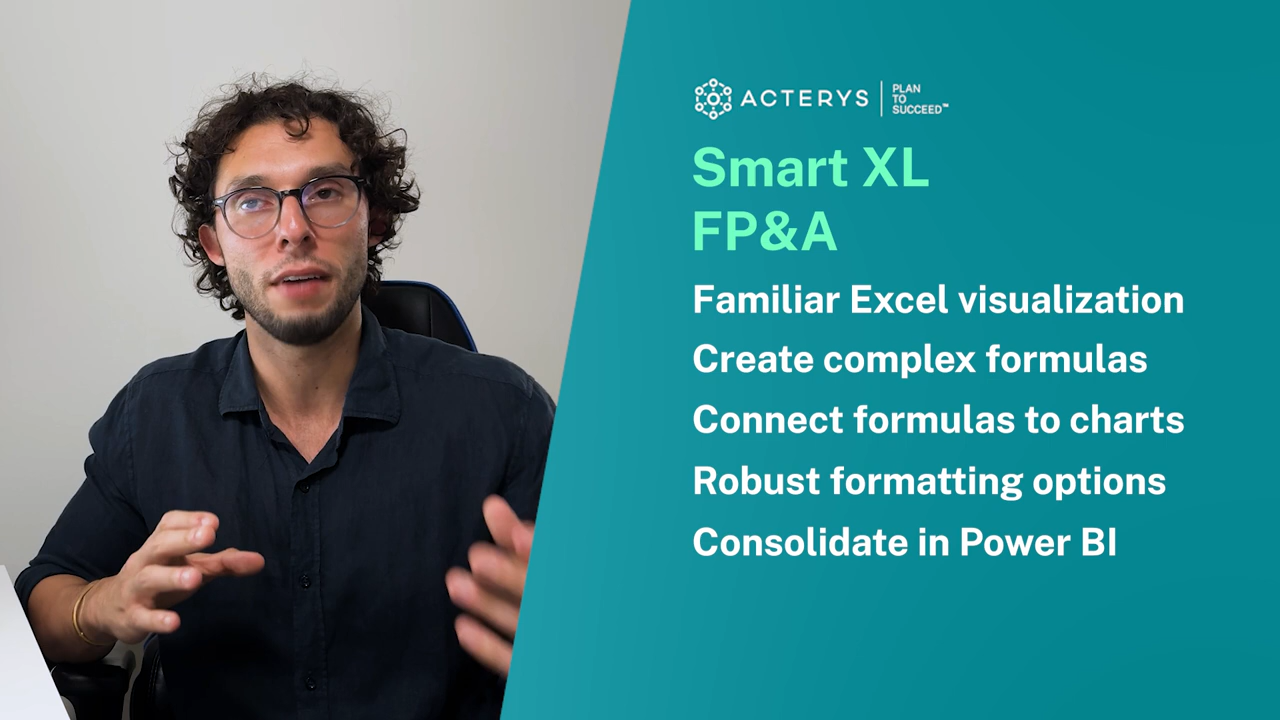 ACTERYS
PLAN
TO
SUCCEED™
Smart XL
FP&A
Familiar Excel visualization
Create complex formulas
Connect formulas to charts
Robust formatting options
Consolidate in Power BI